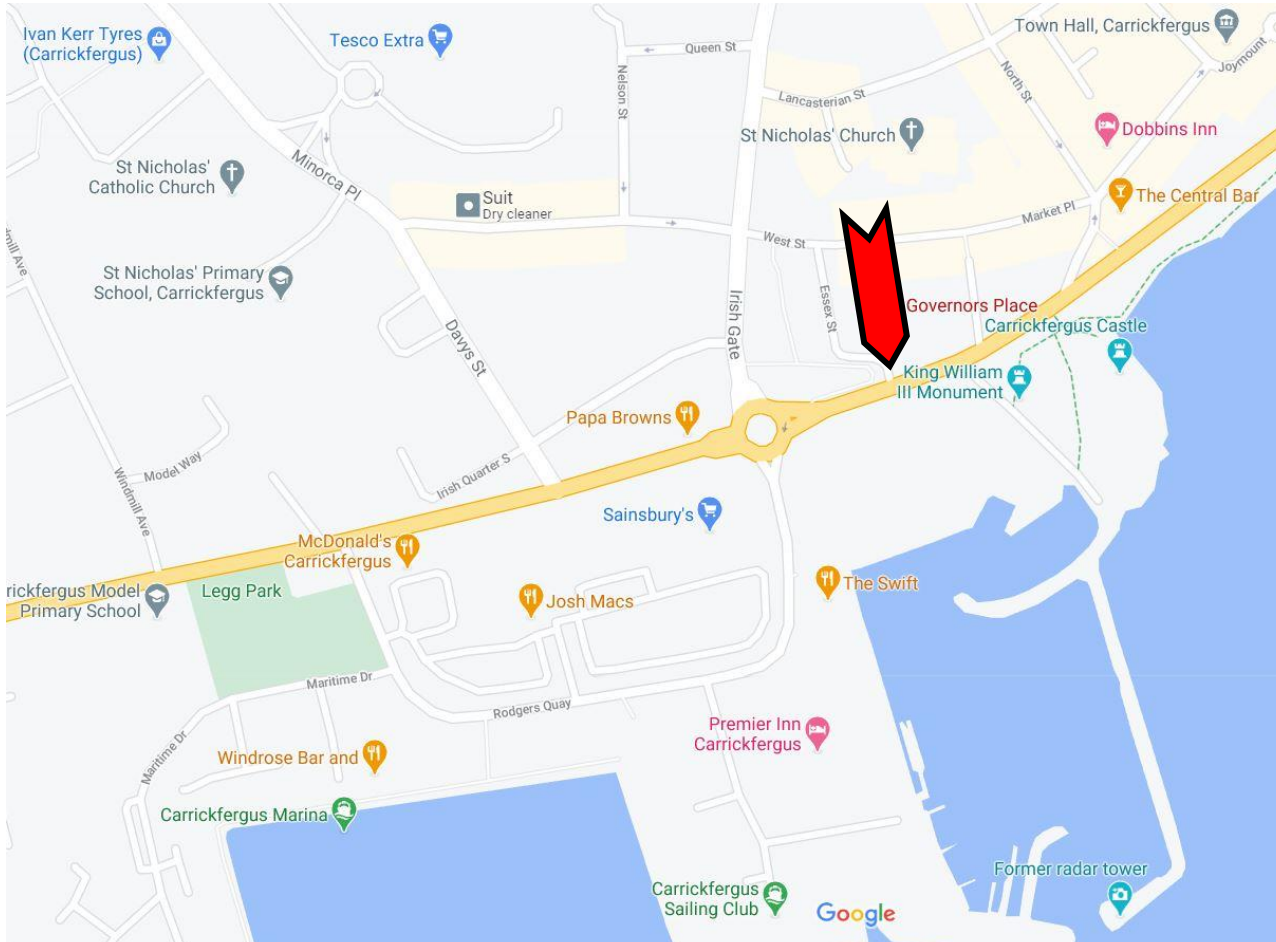 Ivan Kerr Tyres
(Carrickfergus)
Tesco Extra
Queen St
Town Hall, Carrickfergus
Joymount
Nelson St
Lancasterian St
North St
St Nicholas' Church
Dobbins Inn
Minorca Pl
St Nicholas'
Catholic Church
Suit
Dry cleaner
The Central Bar
Market Pl
West St
dmill Ave
St Nicholas' Primary
School, Carrickfergus
Essex St
Irish Gate
Governors Place
Carrickfergus Castle
Davys St
King William
III Monument
Papa Browns
Model Way
Irish Quarter S
Windmill Ave
Sainsbury's
McDonald's
Carrickfergus
rrickfergus Model
Primary School
Legg Park
Josh Macs
The Swift
Maritime Dr
Rodgers Quay
Premier Inn
Carrickfergus
Maritime Dr
Windrose Bar and
Carrickfergus Marina
Former radar tower
Carrickfergus
Sailing Club
Google